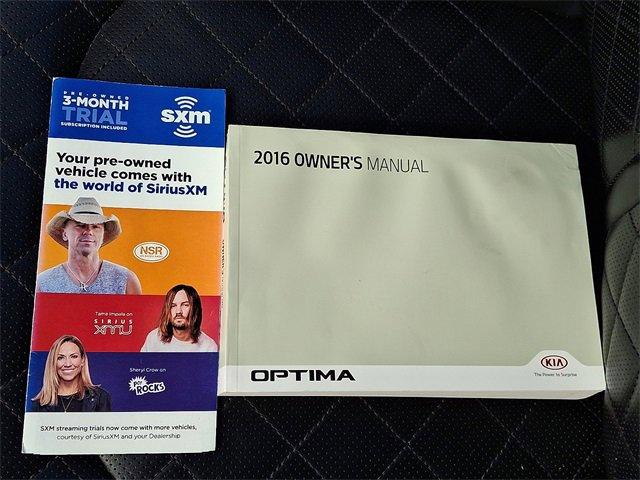 PRE-OWNED
3-MONTH
TRIAL
SUBSCRIPTION INCLUDED
sxm
Your pre-owned
vehicle comes with
the world of SiriusXM
NSR
Tame Impala on
SIRIUS
XMU
Sheryl Crow on
ROCKS
SXM streaming trials now come with more vehicles,
courtesy of SiriusXM and your Dealership
2016 OWNER'S MANUAL
OPTIMA
KIA
The Power to Surprise